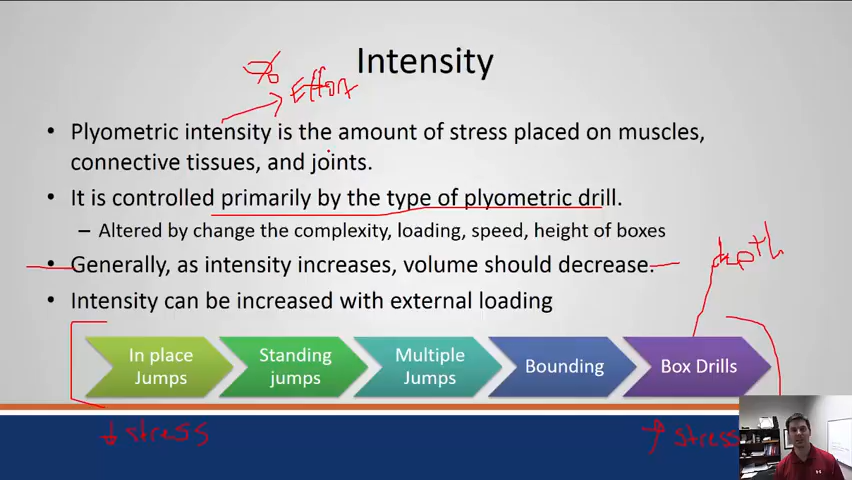 Intensity
% Effort
• Plyometric intensity is the amount of stress placed on muscles,
connective tissues, and joints.
• It is controlled primarily by the type of plyometric drill.
– Altered by change the complexity, loading, speed, height of boxes
depth
• Generally, as intensity increases, volume should decrease.
• Intensity can be increased with external loading
In place
Jumps
Standing
jumps
Multiple
Jumps
Bounding
Box Drills
↓ stress
↑ stress